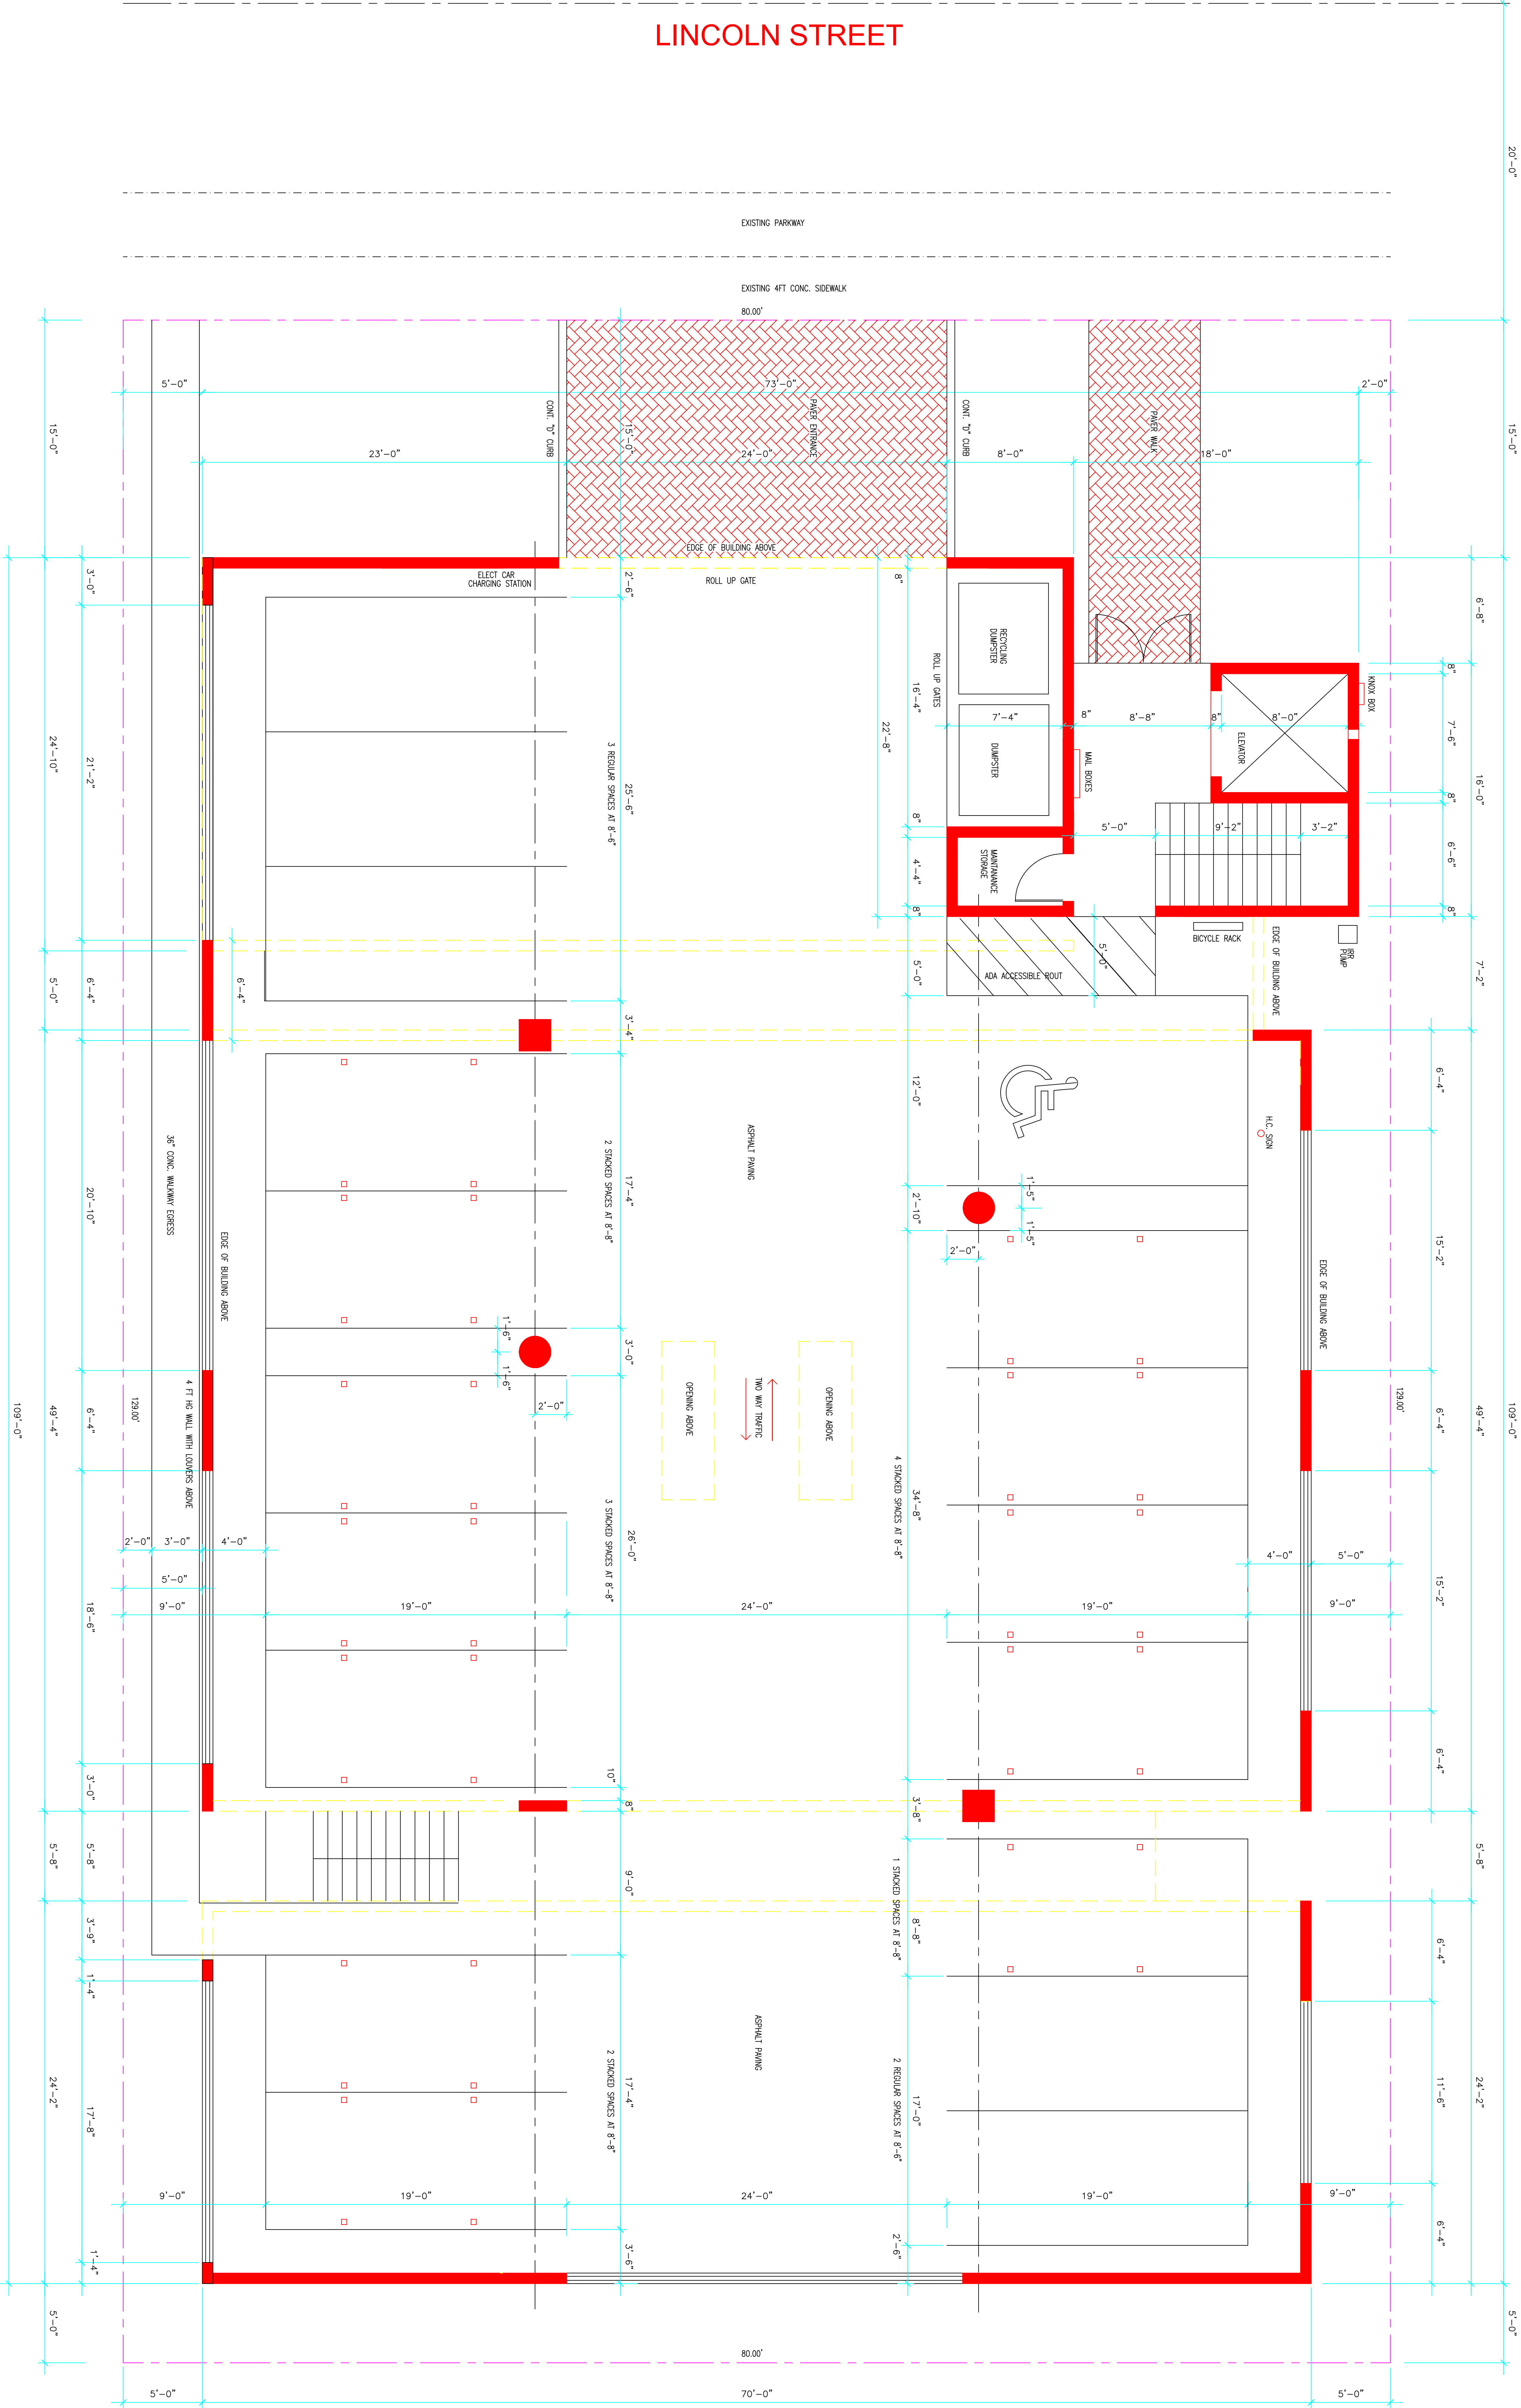 LINCOLN STREET
20'-0"
EXISTING PARKWAY
EXISTING 4FT CONC. SIDEWALK
80.00'
5'-0"
73'-0"
2'-0"
15'-0"
CONT. "D" CURB
15'-0"
PAVER ENTRANCE
CONT. "D" CURB
PAVER WALK
15'-0"
23'-0"
24'-0"
8'-0"
18'-0"
EDGE OF BUILDING ABOVE
ELECT CAR
CHARGING STATION
ROLL UP GATE
3'-0"
2'-6"
8"
6'-8"
RECYCLING
DUMPSTER
ROLL UP GATES
16'-4"
22'-8"
7'-4"
8"
8'-8"
8"
8'-0"
KNOX BOX
8"
7'-6"
16'-0"
ELEVATOR
DUMPSTER
MAIL BOXES
24'-10"
21'-2"
3 REGULAR SPACES AT 8'-6"
25'-6"
8"
8"
5'-0"
9'-2"
3'-2"
6'-6"
4'-4"
MAINTANANCE
STORAGE
8"
8"
BICYCLE RACK
EDGE OF BUILDING ABOVE
IRR
PUMP
5'-0"
ADA ACCESSIBLE ROUT
5'-0"
7'-2"
5'-0"
6'-4"
6'-4"
3'-4"
12'-0"
6'-4"
H.C. SIGN
36" CONC. WALKWAY EGRESS
2 STACKED SPACES AT 8'-8"
17'-4"
ASPHALT PAVING
20'-10"
2'-10"
1'-5"
1'-5"
2'-0"
15'-2"
EDGE OF BUILDING ABOVE
EDGE OF BUILDING ABOVE
1'-6"
1'-6"
3'-0"
2'-0"
OPENING ABOVE
TWO WAY TRAFFIC
OPENING ABOVE
109'-0"
49'-4"
6'-4"
129.00'
4 FT HG WALL WITH LOUVERS ABOVE
129.00'
6'-4"
49'-4"
109'-0"
4 STACKED SPACES AT 8'-8"
34'-8"
3 STACKED SPACES AT 8'-8"
26'-0"
2'-0"
3'-0"
4'-0"
4'-0"
5'-0"
5'-0"
18'-6"
15'-2"
9'-0"
19'-0"
24'-0"
19'-0"
9'-0"
3'-0"
10"
8"
3'-8"
6'-4"
5'-8"
5'-8"
9'-0"
1 STACKED SPACES AT 8'-8"
8'-8"
5'-8"
3'-9"
1'-4"
6'-4"
ASPHALT PAVING
24'-2"
17'-8"
2 STACKED SPACES AT 8'-8"
17'-4"
2 REGULAR SPACES AT 8'-6"
17'-0"
11'-6"
24'-2"
9'-0"
19'-0"
24'-0"
19'-0"
9'-0"
1'-4"
3'-6"
2'-6"
6'-4"
5'-0"
5'-0"
80.00'
5'-0"
70'-0"
5'-0"